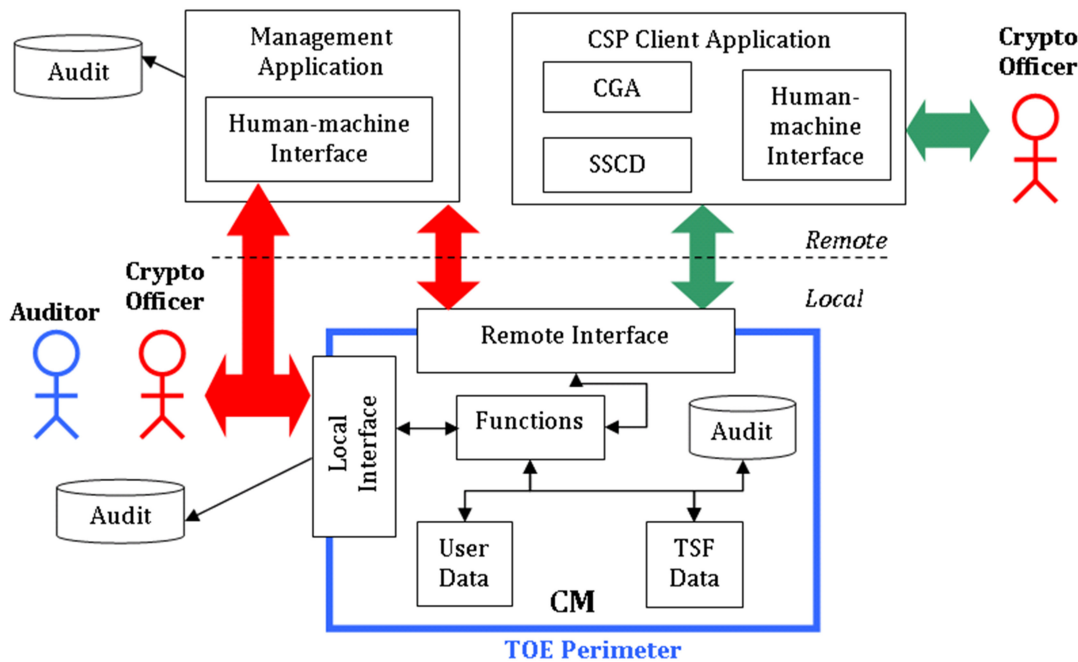 Management
Application
Audit
Human-machine
Interface
CSP Client Application
CGA
SSCD
Human-
machine
Interface
Crypto
Officer
Remote
Local
Auditor
Crypto
Officer
Remote Interface
Local
Interface
Functions
Audit
Audit
User
Data
TSF
Data
CM
TOE Perimeter